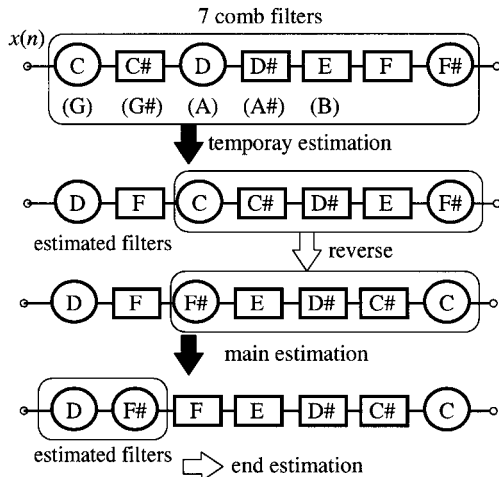 7 comb filters
x(n)
C C# D D# E F F#
(G) (G#) (A) (A#) (B)
temporay estimation
D F C C# D# E F#
estimated filters
reverse
D F F# E D# C# C
main estimation
D F# F E D# C# C
estimated filters
end estimation